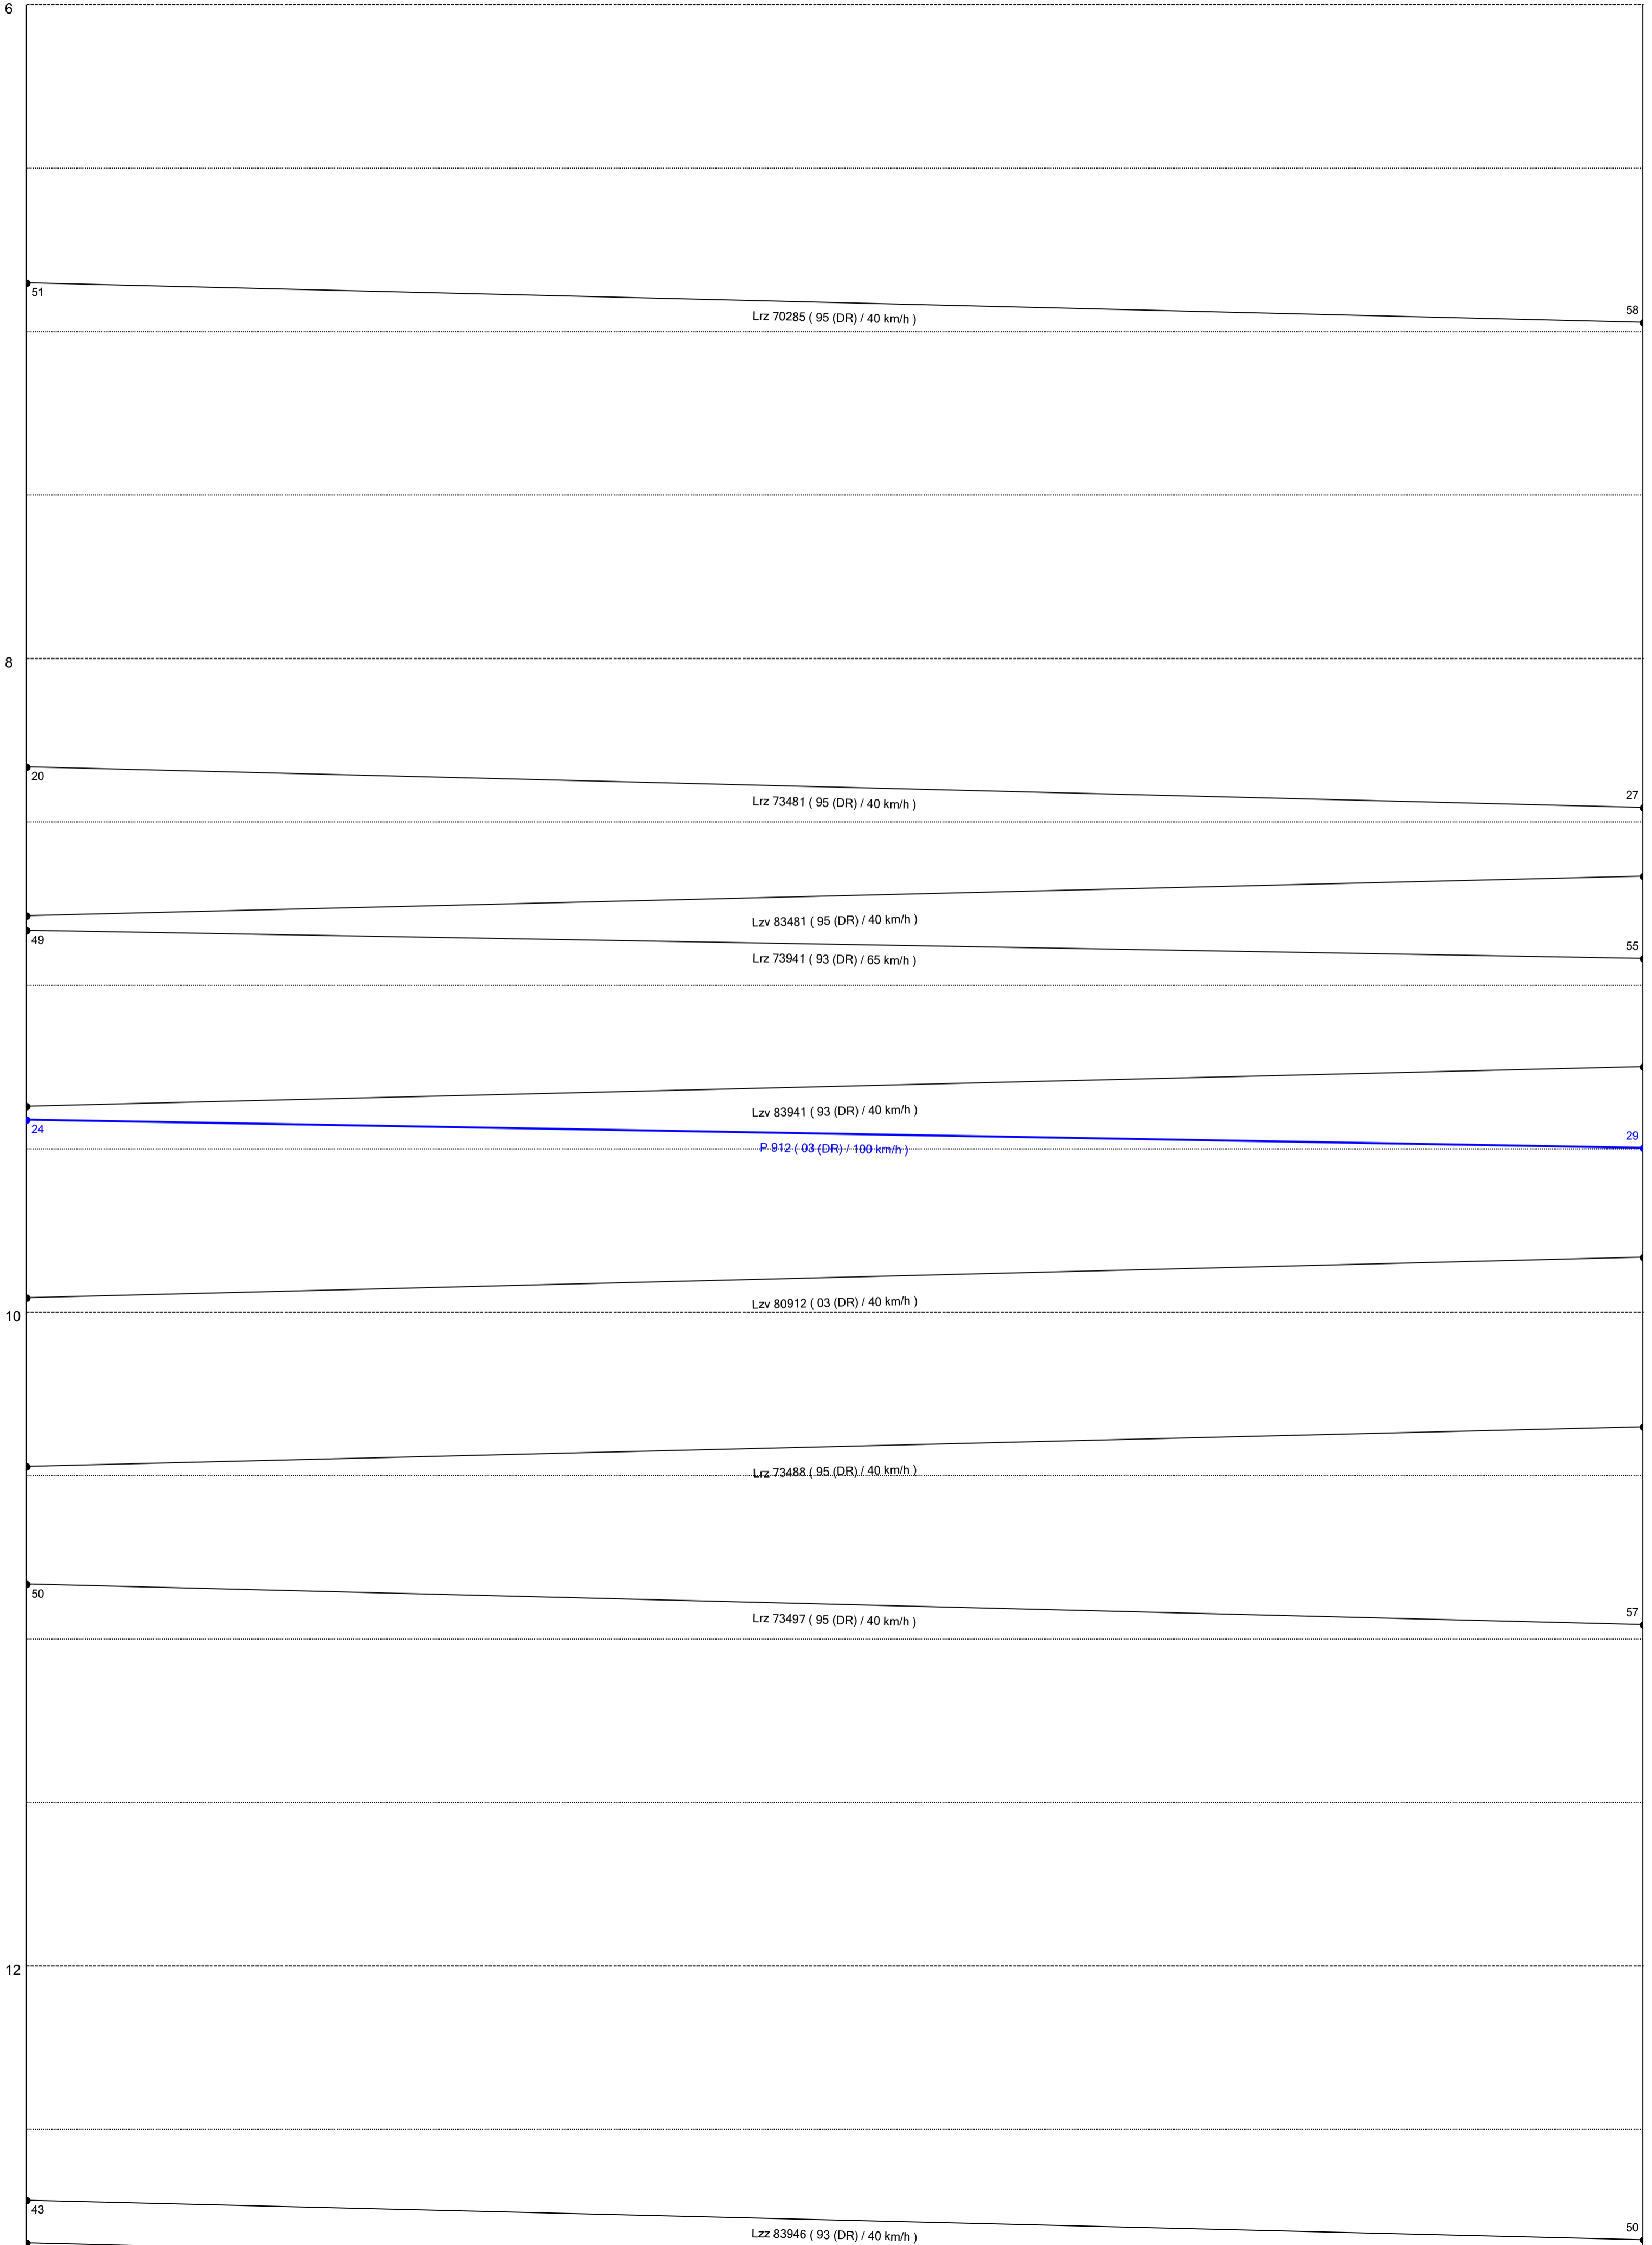 6
51
58
Lrz 70285 ( 95 (DR) / 40 km/h )
8
20
27
Lrz 73481 ( 95 (DR) / 40 km/h )
Lzv 83481 ( 95 (DR) / 40 km/h )
49
55
Lrz 73941 ( 93 (DR) / 65 km/h )
Lzv 83941 ( 93 (DR) / 40 km/h )
24
29
P 912 ( 03 (DR) / 100 km/h )
Lzv 80912 ( 03 (DR) / 40 km/h )
10
Lrz 73488 ( 95 (DR) / 40 km/h )
50
57
Lrz 73497 ( 95 (DR) / 40 km/h )
12
43
50
Lzz 83946 ( 93 (DR) / 40 km/h )